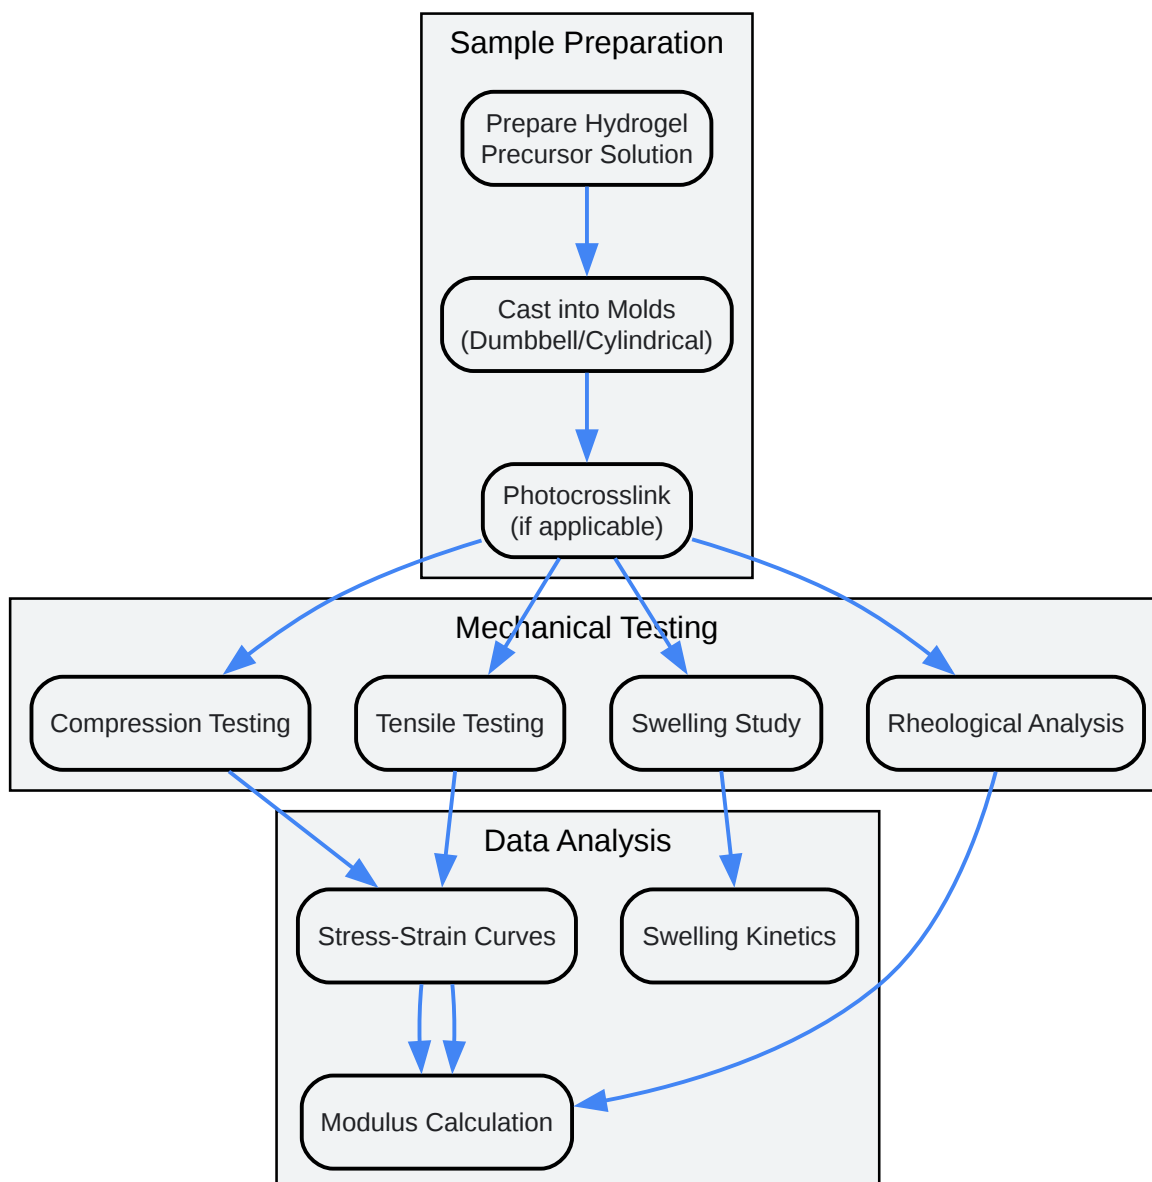 Sample Preparation
Prepare Hydrogel
Precursor Solution
Cast into Molds
(Dumbbell/Cylindrical)
Photocrosslink
(if applicable)
Mechanical Testing
Compression Testing
Tensile Testing
Swelling Study
Rheological Analysis
Data Analysis
Stress-Strain Curves
Swelling Kinetics
Modulus Calculation